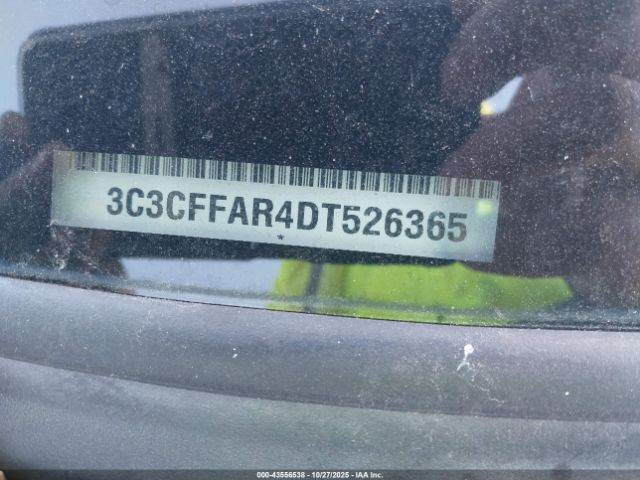 3C3CFFAR4DT526365
*
000-43556538 - 10/27/2025 - IAA Inc.